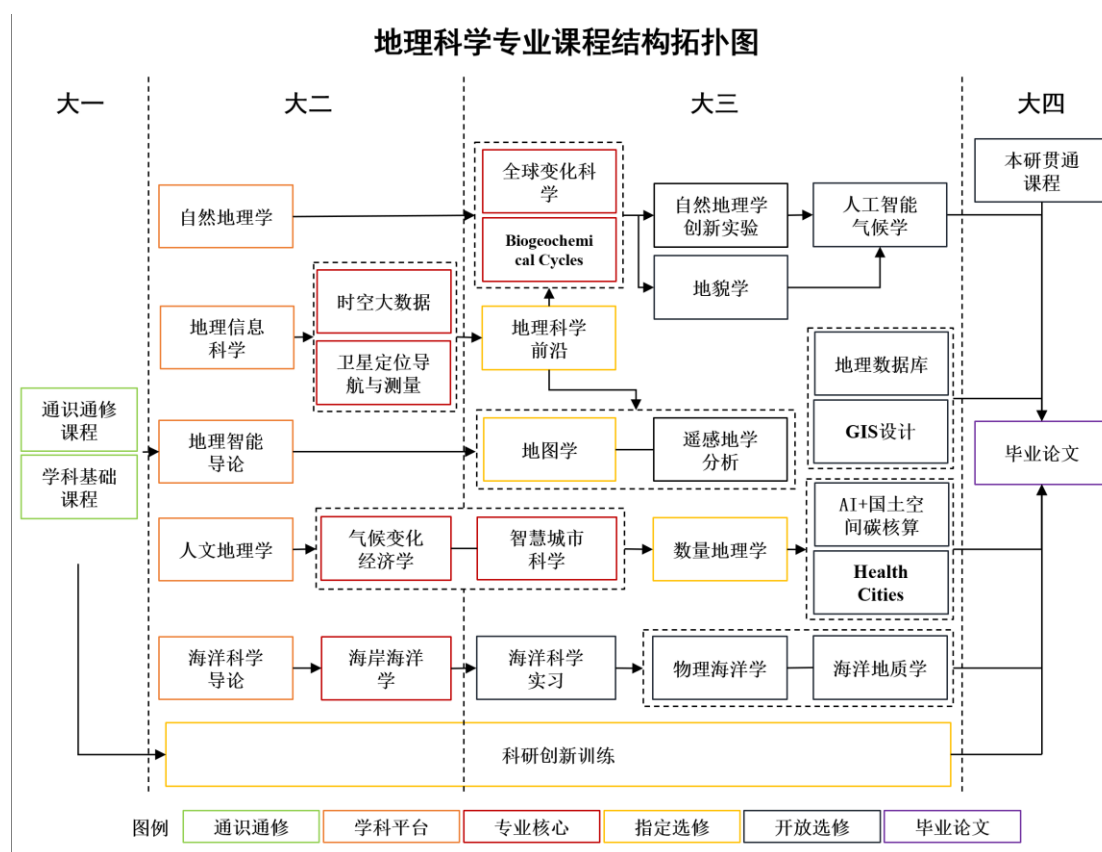 地理科学专业课程结构拓扑图
大一
大二
大三
大四
全球变化科
学
本研贯通
课程
自然地理学
Biogeochemi
cal Cycles
自然地理学
创新实验
人工智能
气候学
地貌学
时空大数据
地理信息
科学
地理科学
前沿
卫星定位导
航与测量
地理数据库
GIS设计
通识通修
课程
学科基础
课程
地理智能
导论
地图学
遥感地学
分析
毕业论文
AI+国土空
间碳核算
人文地理学
气候变化
经济学
智慧城市
科学
数量地理学
Health
Cities
海洋科学
导论
海岸海洋
学
海洋科学
实习
物理海洋学
海洋地质学
科研创新训练
图例
通识通修
学科平台
专业核心
指定选修
开放选修
毕业论文